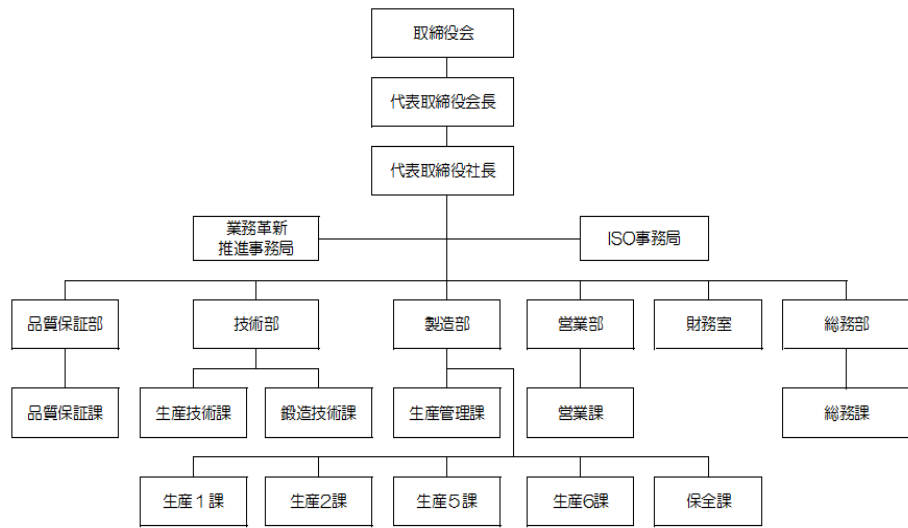 取締役会
代表取締役会長
代表取締役社長
業務革新
推進事務局
ISO事務局
品質保証部
技術部
製造部
営業部
財務室
総務部
品質保証課
生産技術課
鍛造技術課
生産管理課
営業課
総務課
生産１課
生産2課
生産5課
生産6課
保全課